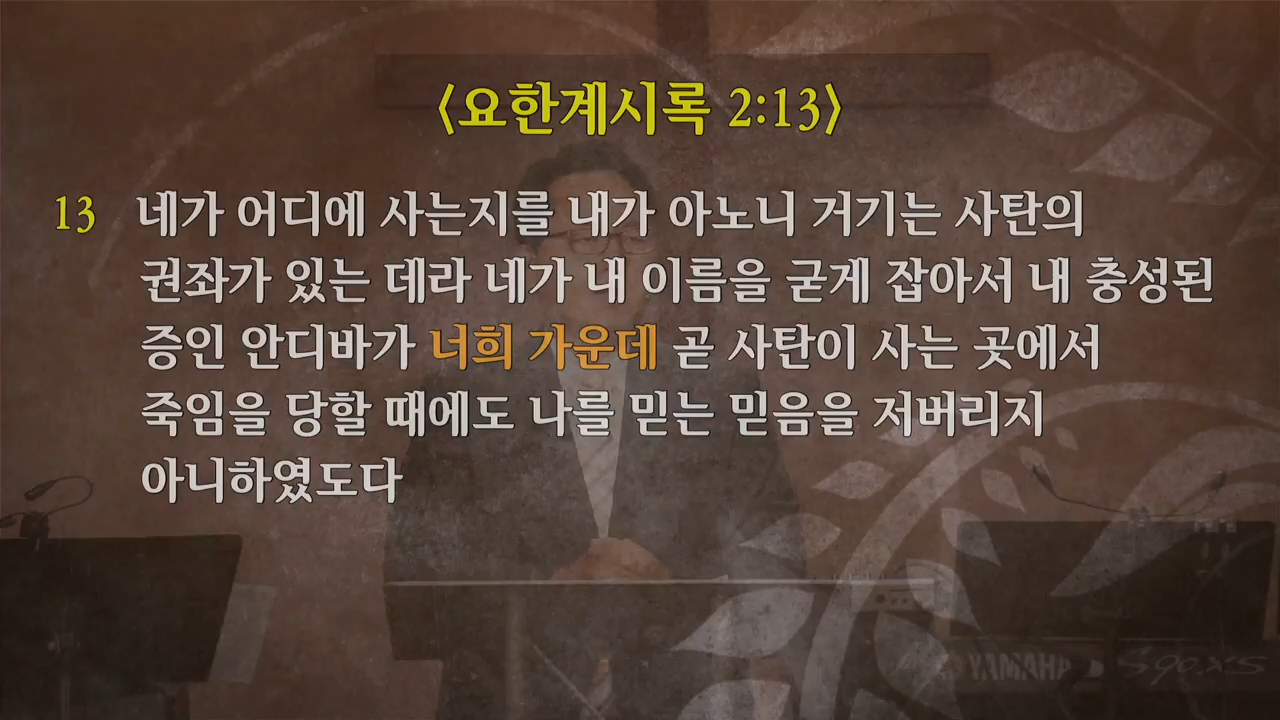 <요한계시록 2:13>
13 네가 어디에 사는지를 내가 아노니 거기는 사탄의
권좌가 있는 데라 네가 내 이름을 굳게 잡아서 내 충성된
증인 안디바가 너희 가운데 곧 사탄이 사는 곳에서
죽임을 당할 때에도 나를 믿는 믿음을 저버리지
아니하였도다
YAMAHA S90 XS